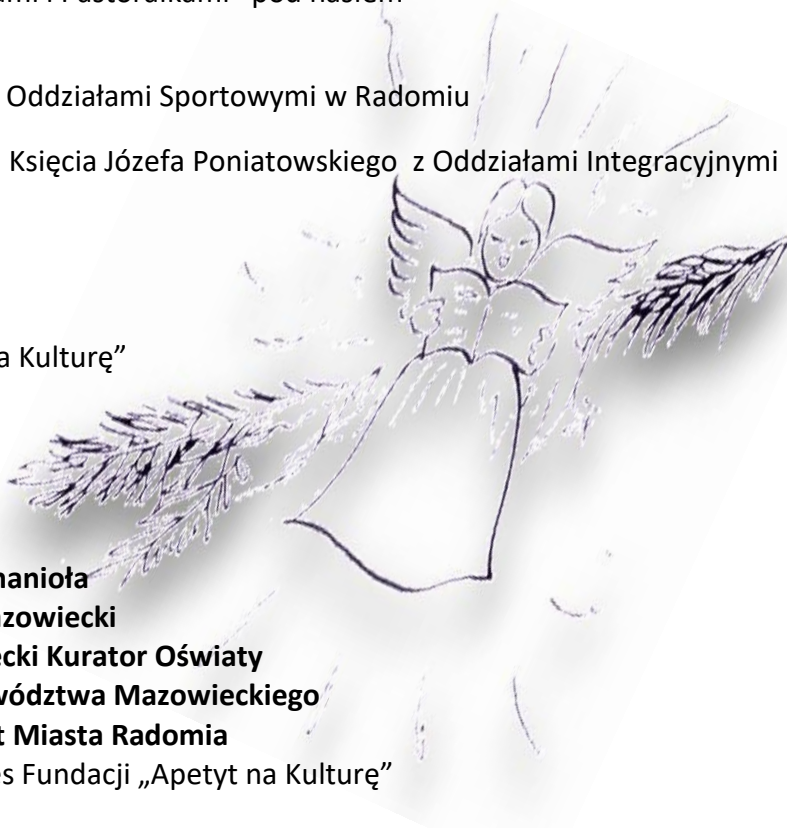 Pastorałkami" pod hasłem
Oddziałami Sportowymi w Radomiu
Księcia Józefa Poniatowskiego z Oddziałami Integracyjnymi
a Kulturę”
nanioła
azowiecki
ecki Kurator Oświaty
wództwa Mazowieckiego
t Miasta Radomia
es Fundacji „Apetyt na Kulturę”